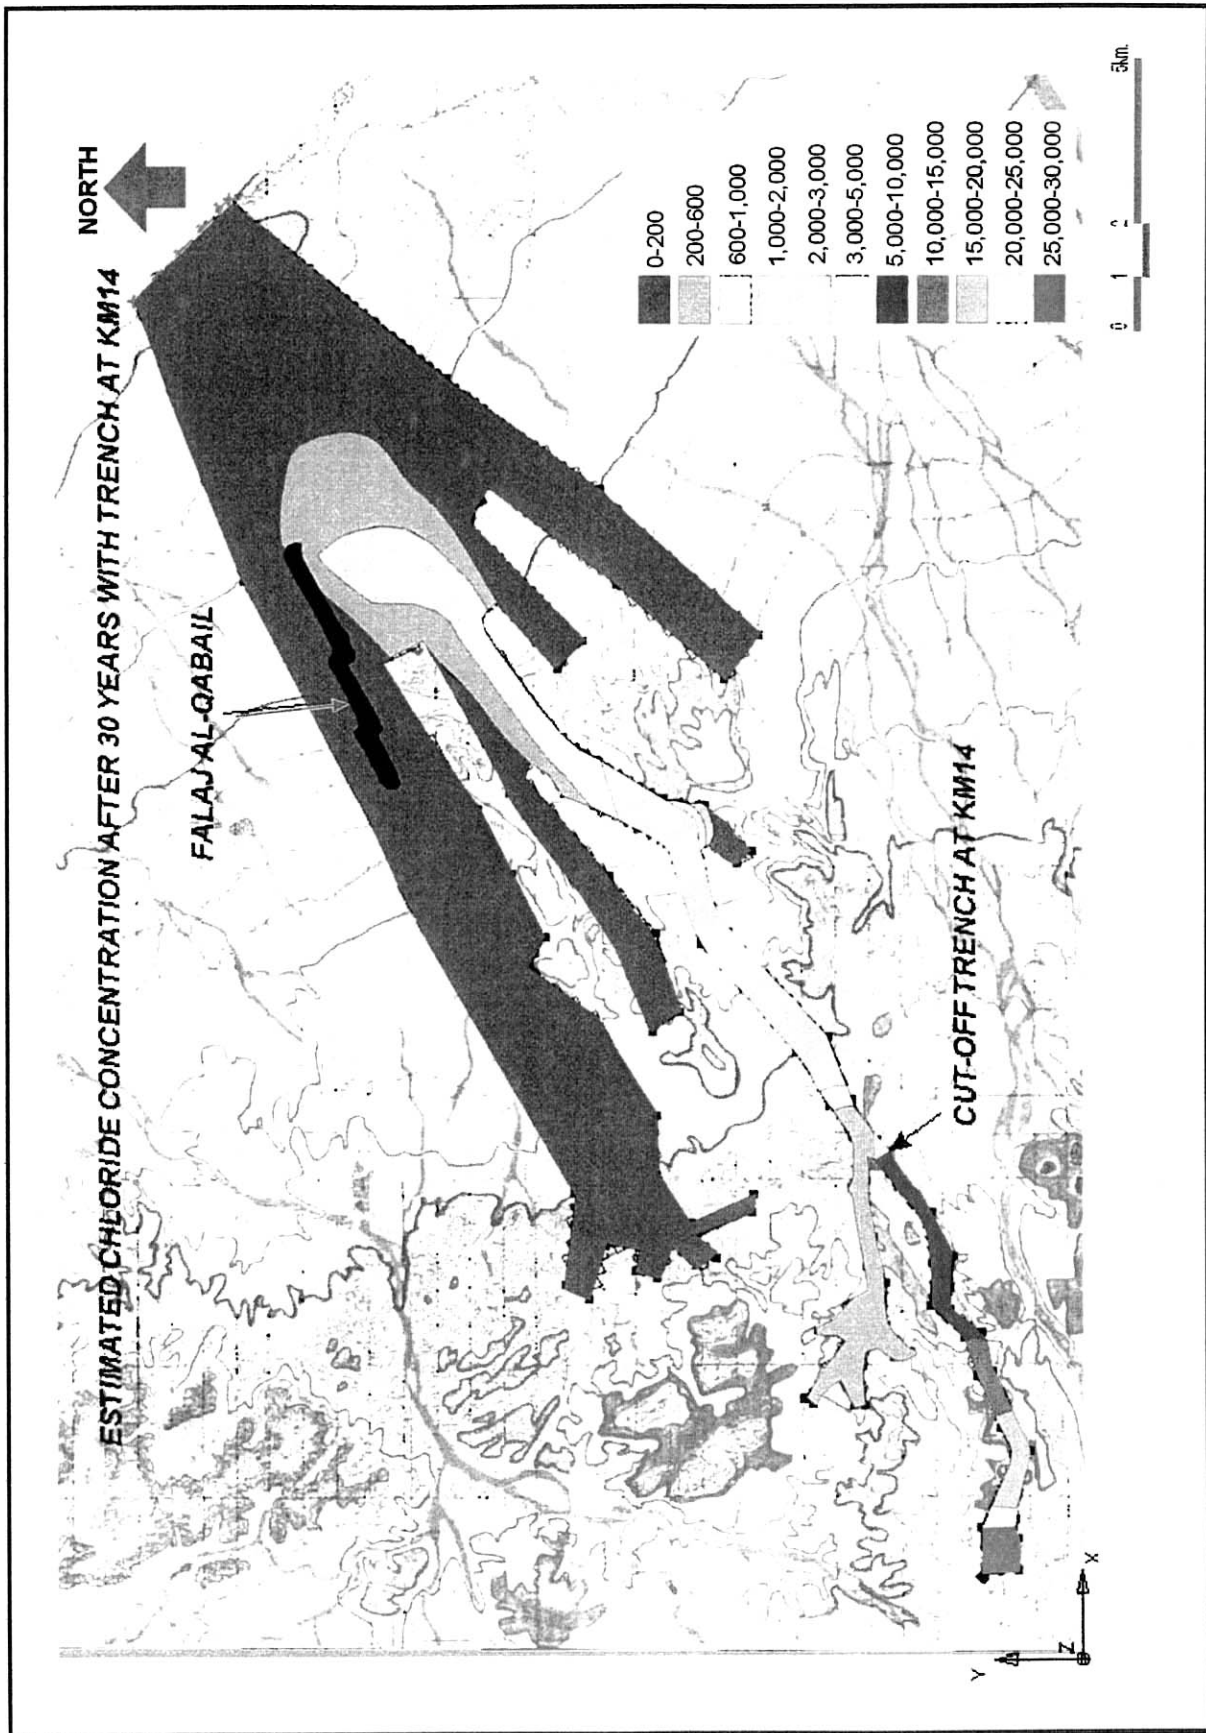 ESTIMATED CHLORIDE CONCENTRATION AFTER 30 YEARS WITH TRENCH AT KM14
NORTH
FALAJ AL-QABAIL
0-200
200-600
600-1,000
1,000-2,000
2,000-3,000
3,000-5,000
5,000-10,000
10,000-15,000
15,000-20,000
20,000-25,000
25,000-30,000
CUT-OFF TRENCH AT KM14
0 1 2 5km.
Y
Z
X